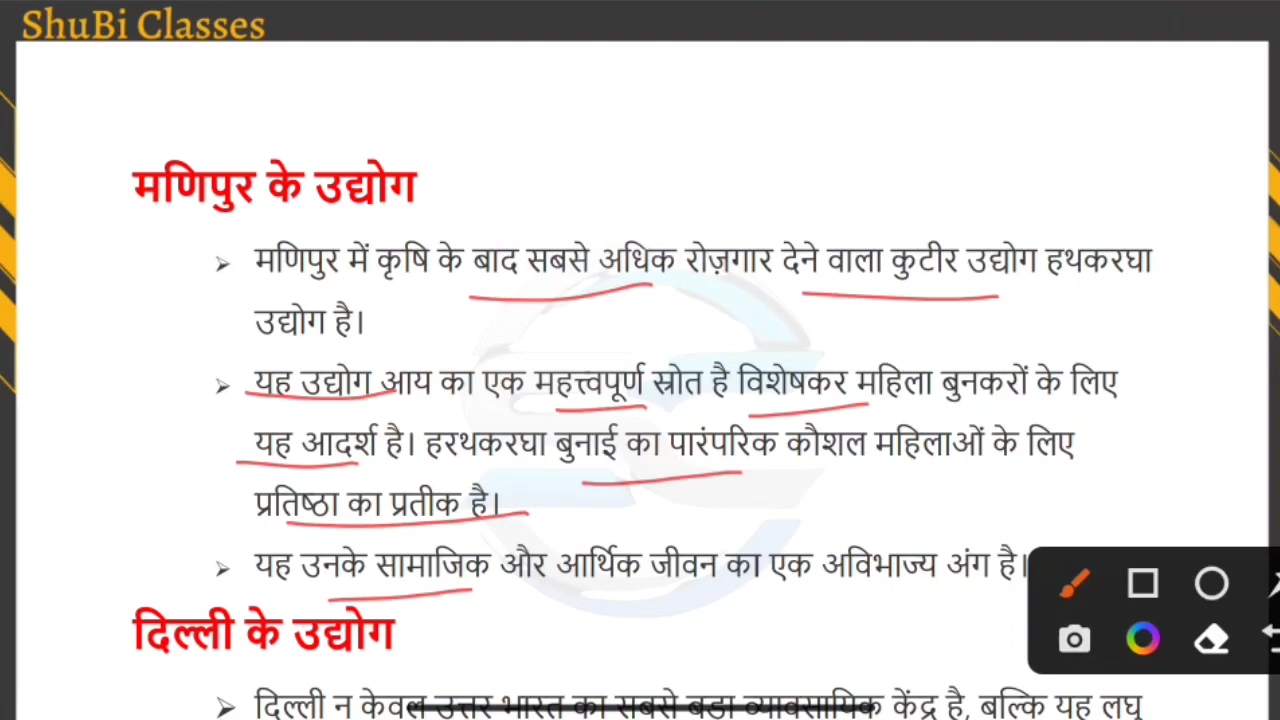 ShuBi Classes
मणिपुर के उद्योग
मणिपुर में कृषि के बाद सबसे अधिक रोज़गार देने वाला कुटीर उद्योग हथकरघा
उद्योग है।
यह उद्योग आय का एक महत्त्वपूर्ण स्रोत है विशेषकर महिला बुनकरों के लिए
यह आदर्श है। हरथकरघा बुनाई का पारंपरिक कौशल महिलाओं के लिए
प्रतिष्ठा का प्रतीक है।
यह उनके सामाजिक और आर्थिक जीवन का एक अविभाज्य अंग है।
दिल्ली के उद्योग
दिल्ली न केवल उत्तर भारत का सबसे बड़ा व्यावसायिक केंद्र है, बल्कि यह लघु